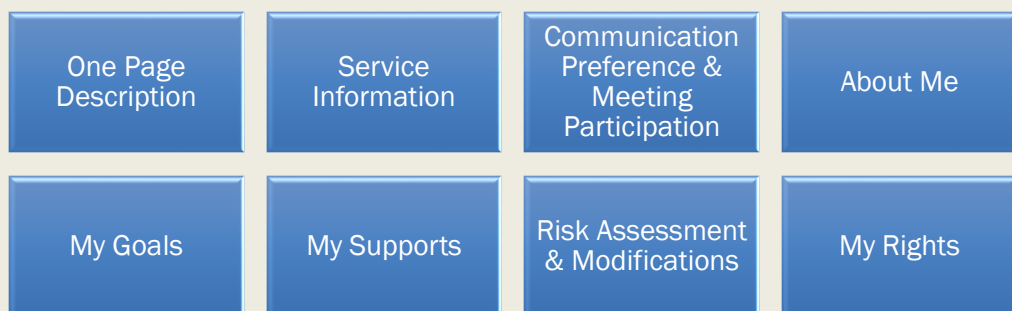 One Page
Description
Service
Information
Communication
Preference &
Meeting
Participation
About Me
My Goals
My Supports
Risk Assessment
& Modifications
My Rights